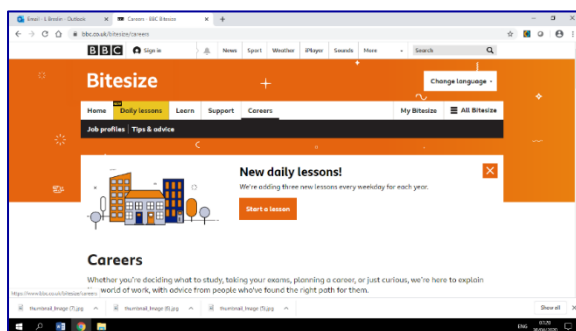 Email - S Bredin - Outlook
Careers - BBC Bitesize
bbc.co.uk/bitesize/careers
BBC Sign in News Sport Weather iPlayer Sounds More Search
Bitesize
Change language
NEW
Home Daily lessons Learn Support Careers My Bitesize All Bitesize
Job profiles Tips & advice
New daily lessons!
We're adding three new lessons every weekday for each year.
Start a lesson
Careers
Whether you're deciding what to study, taking your exams, planning a career, or just curious, we're here to explain
world of work, with advice from people who've found the right path for them.
https://www.bbc.co.uk/bitesize/careers
thumbnail_Image (7).jpg thumbnail_Image (6).jpg thumbnail_Image (5).jpg Show all
ENG